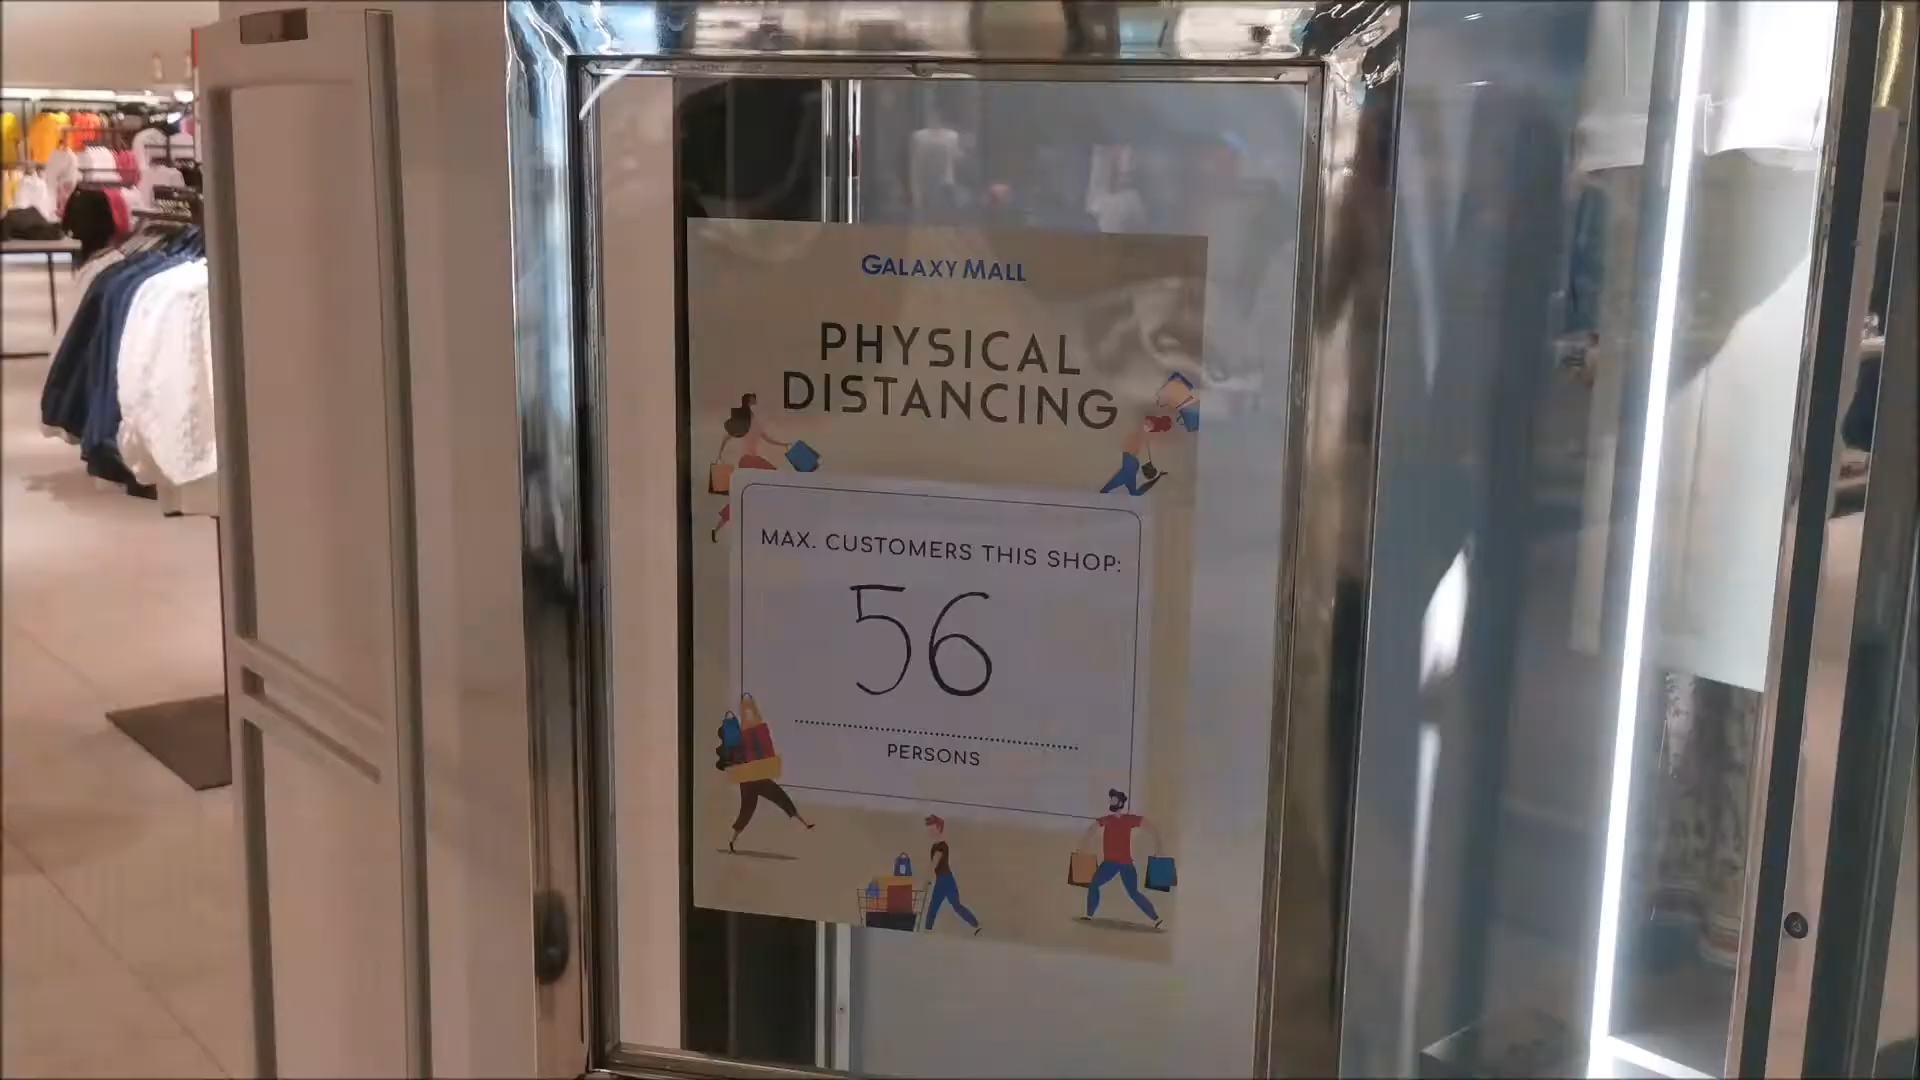 GALAXY MALL
PHYSICAL
DISTANCING
MAX. CUSTOMERS THIS SHOP:
56
PERSONS